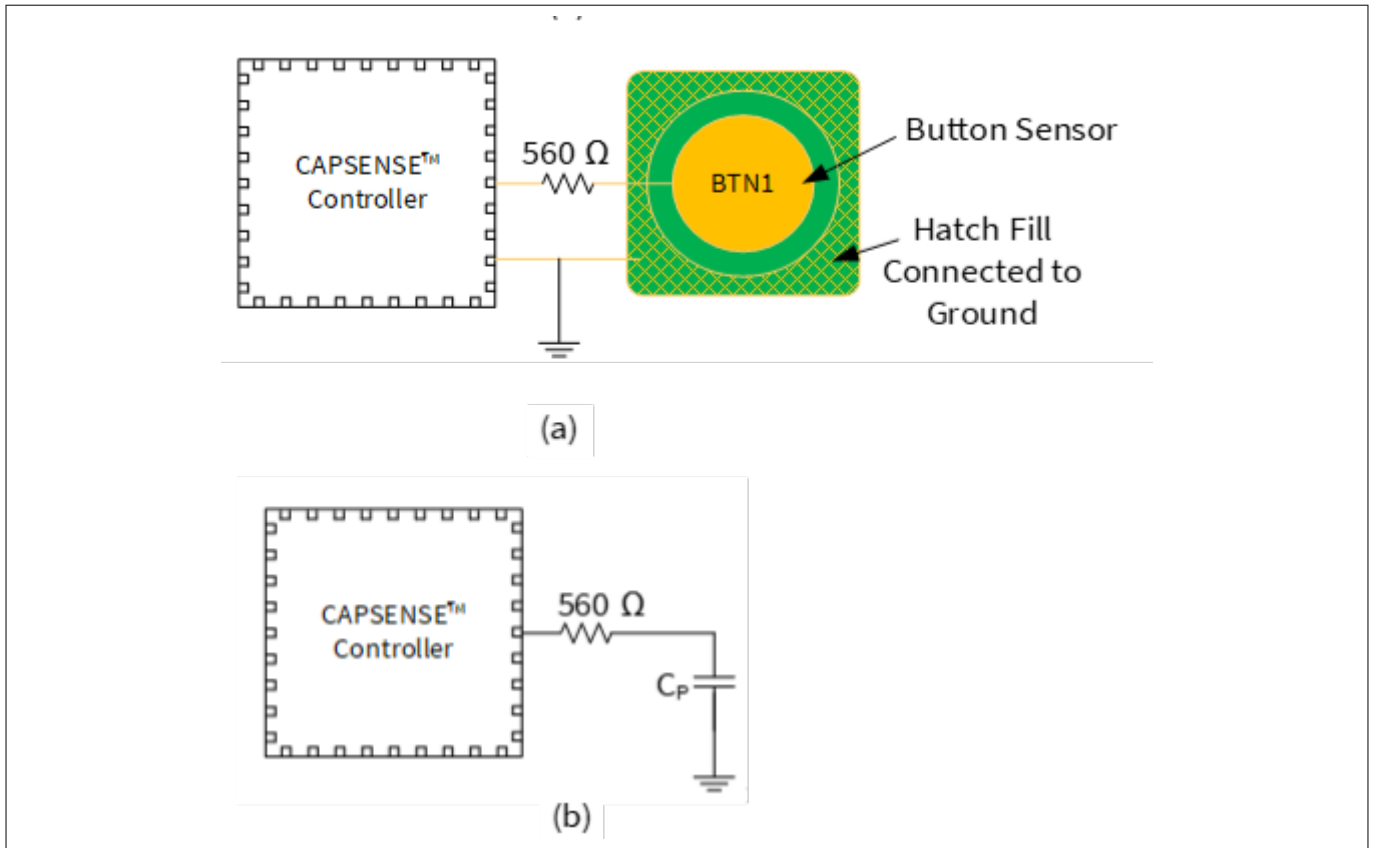 CAPSENSE™
Controller
560 Ω
BTN1
Button Sensor
Hatch Fill
Connected to
Ground
(a)
CAPSENSE™
Controller
560 Ω
CP
(b)